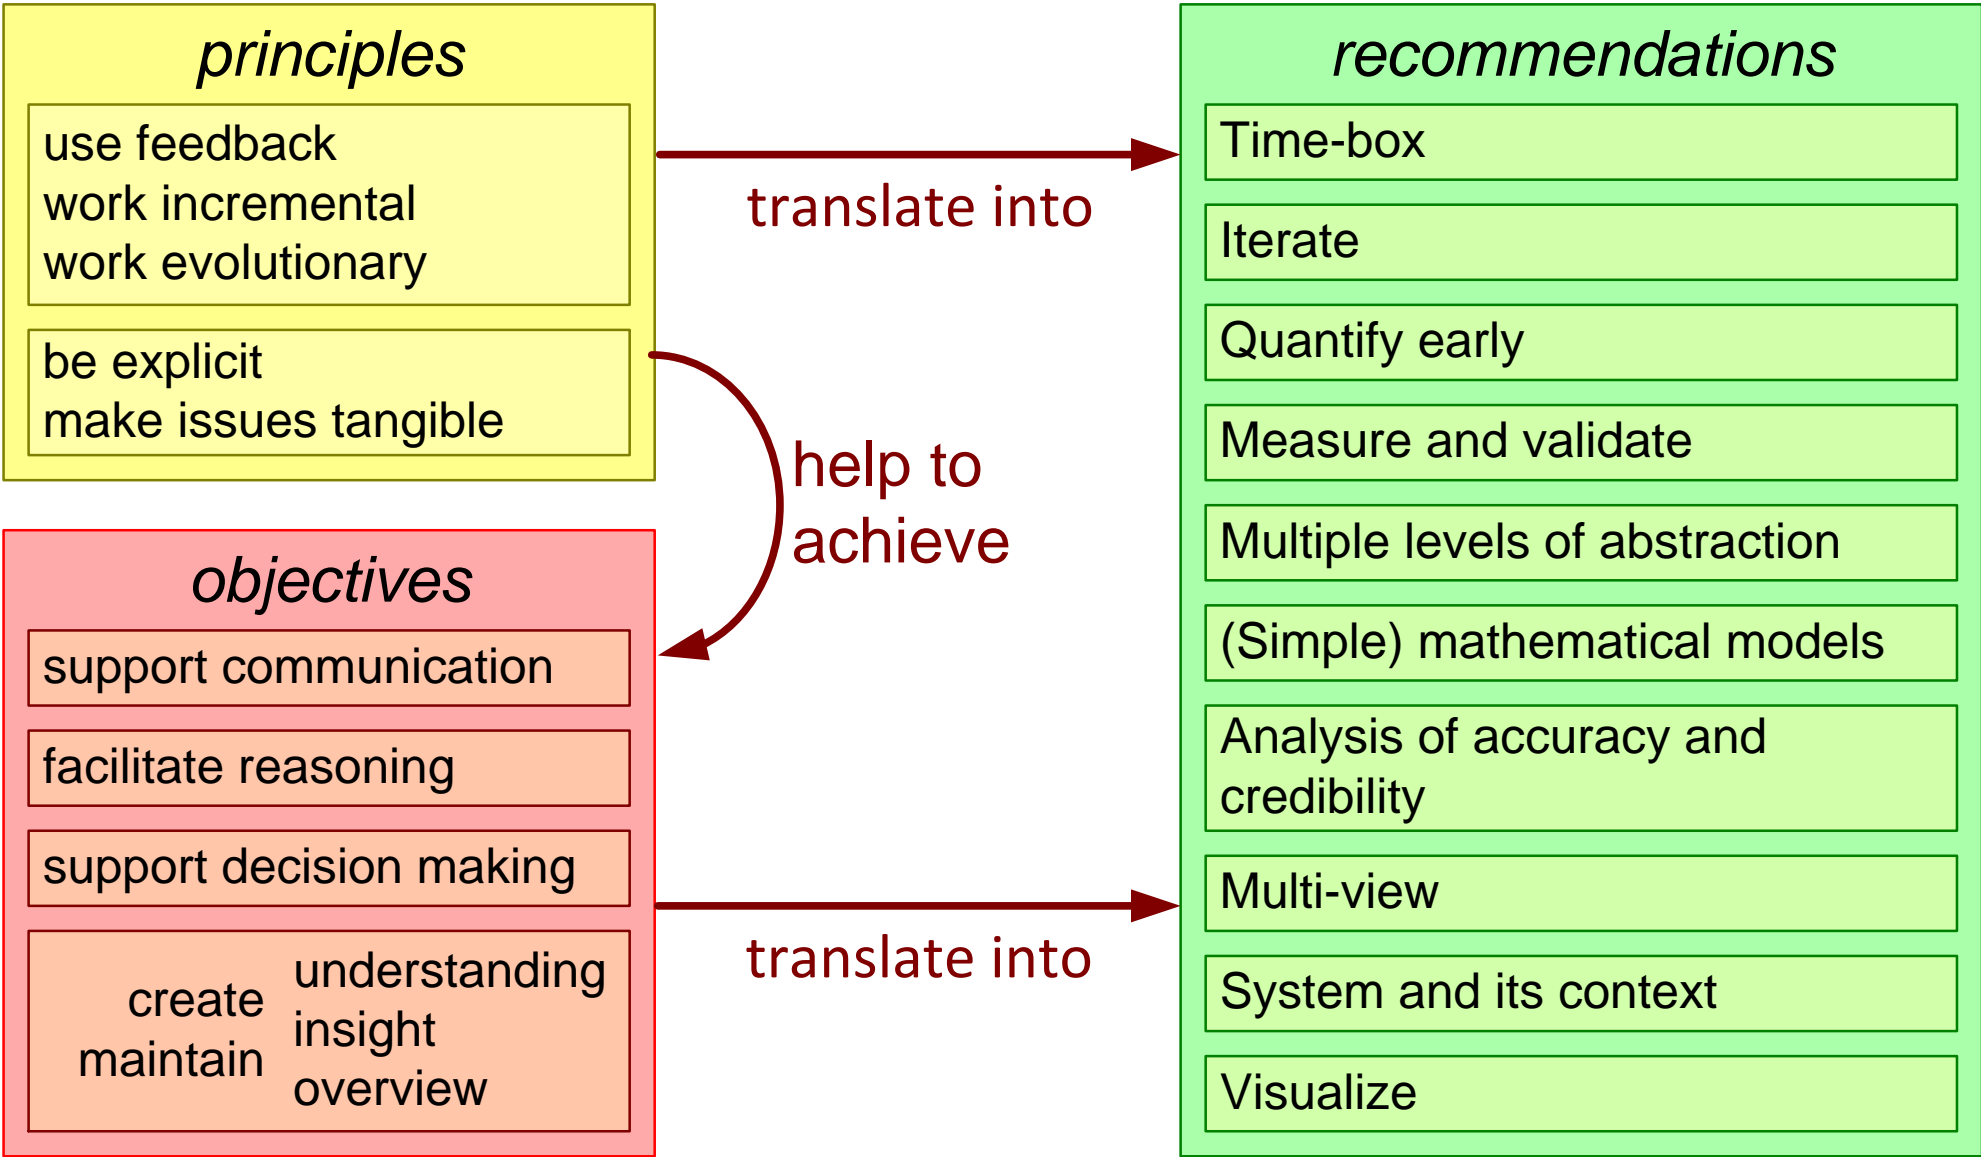 principles
use feedback
work incremental
work evolutionary
be explicit
make issues tangible
translate into
help to
achieve
objectives
support communication
facilitate reasoning
support decision making
create
maintain
understanding
insight
overview
translate into
recommendations
Time-box
Iterate
Quantify early
Measure and validate
Multiple levels of abstraction
(Simple) mathematical models
Analysis of accuracy and
credibility
Multi-view
System and its context
Visualize